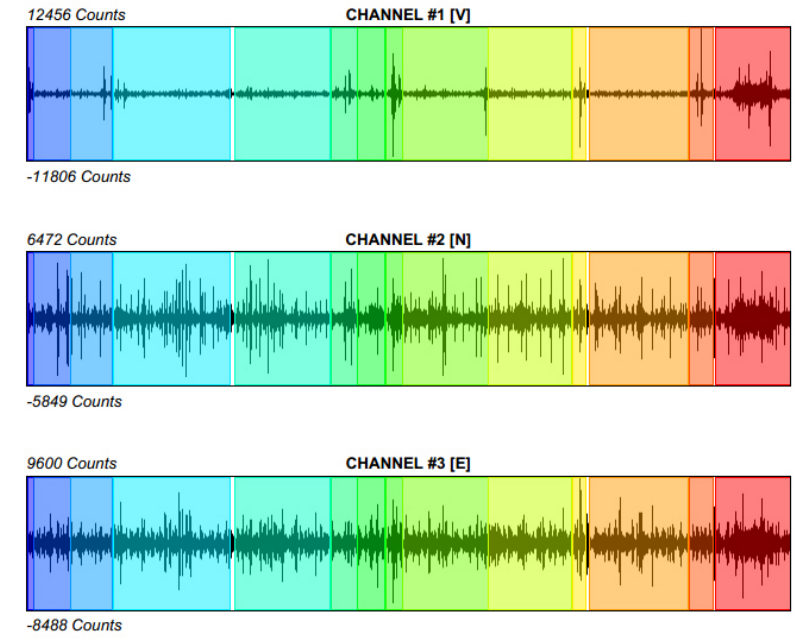 12456 Counts CHANNEL #1 [V]
-11806 Counts
6472 Counts CHANNEL #2 [N]
-5849 Counts
9600 Counts CHANNEL #3 [E]
-8488 Counts